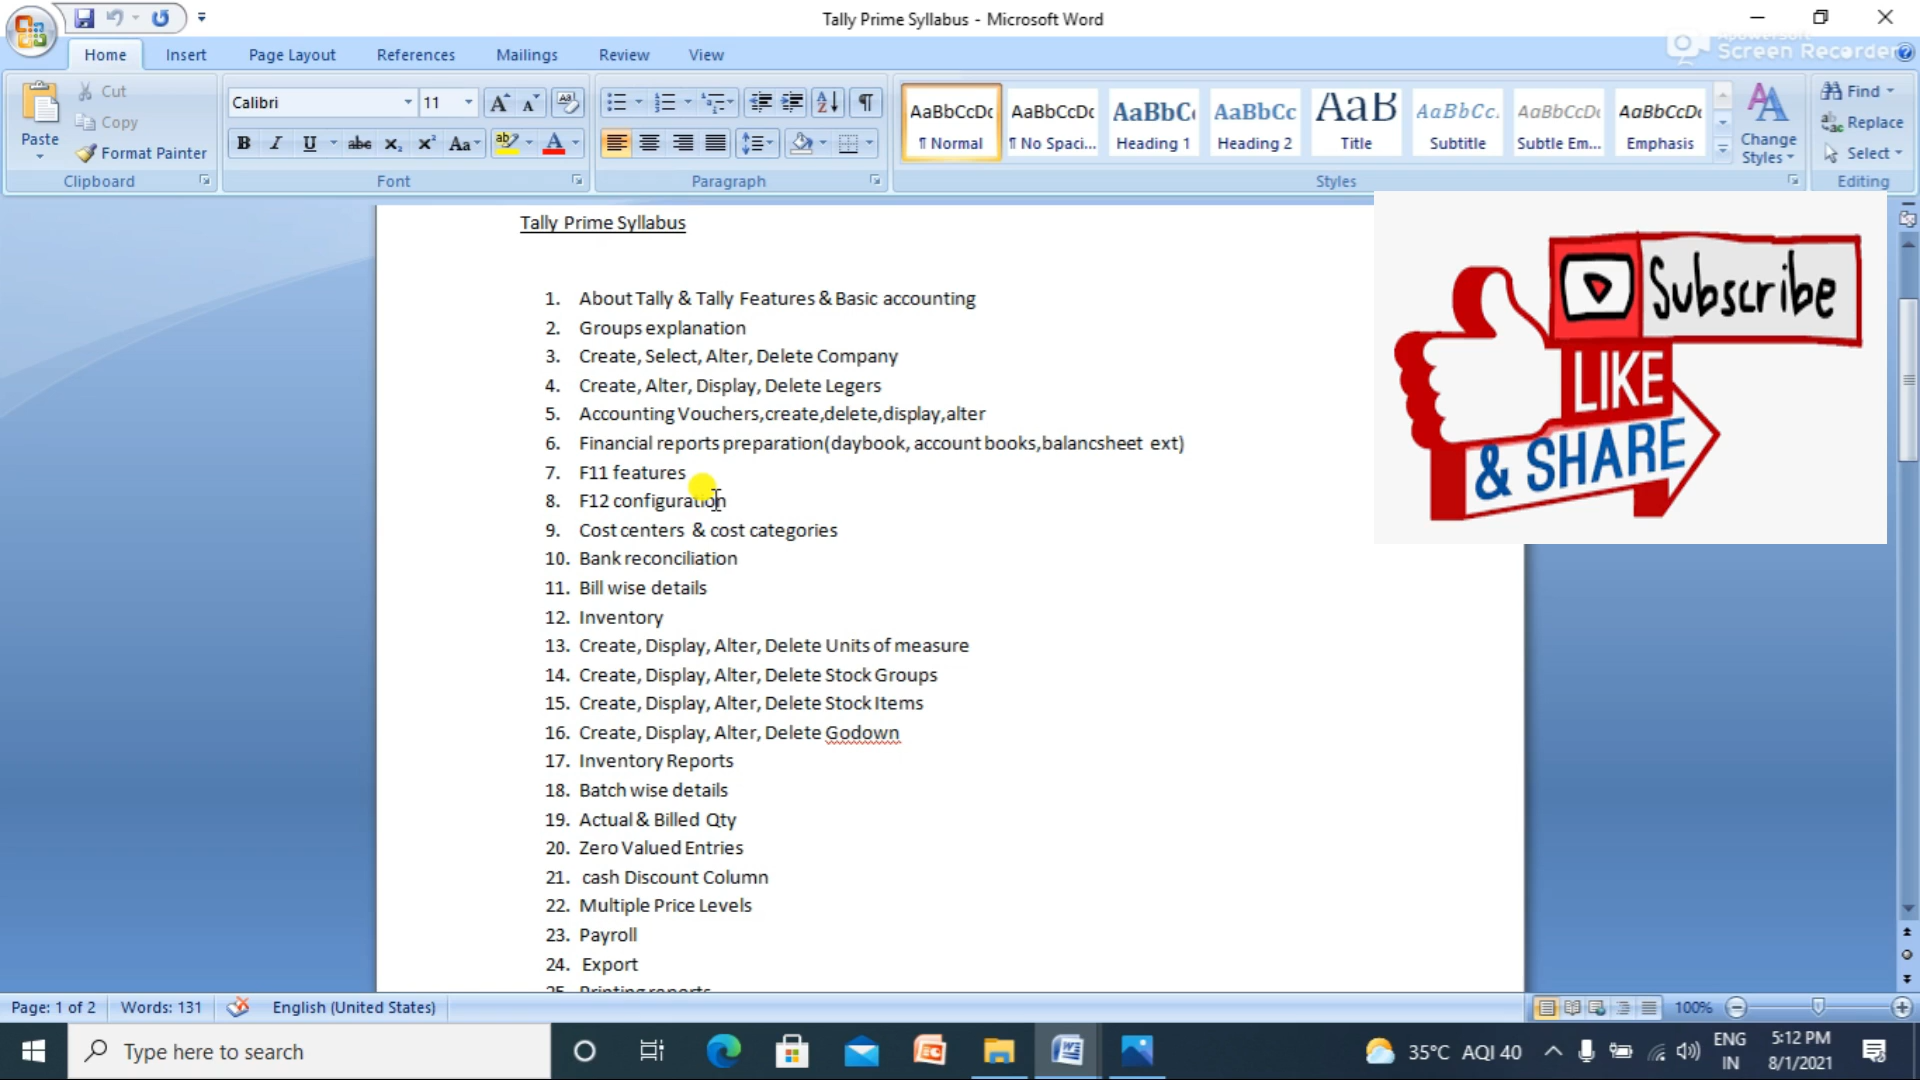 Tally Prime Syllabus - Microsoft Word
Screen Recorder
Home Insert Page Layout References Mailings Review View
Paste
Cut
Copy
Format Painter
Clipboard
Calibri 11
Font
Paragraph
AaBbCcDc AaBbCcDc AaBbC AaBbCc AaB AaBbCc. AaBbCcDc AaBbCcDc
¶ Normal ¶ No Spaci... Heading 1 Heading 2 Title Subtitle Subtle Em... Emphasis
Change Styles
Styles
Find
Replace
Select
Editing
Tally Prime Syllabus
1. About Tally & Tally Features & Basic accounting
2. Groups explanation
3. Create, Select, Alter, Delete Company
4. Create, Alter, Display, Delete Legers
5. Accounting Vouchers,create,delete,display,alter
6. Financial reports preparation(daybook, account books,balancsheet ext)
7. F11 features
8. F12 configuration
9. Cost centers & cost categories
10. Bank reconciliation
11. Bill wise details
12. Inventory
13. Create, Display, Alter, Delete Units of measure
14. Create, Display, Alter, Delete Stock Groups
15. Create, Display, Alter, Delete Stock Items
16. Create, Display, Alter, Delete Godown
17. Inventory Reports
18. Batch wise details
19. Actual & Billed Qty
20. Zero Valued Entries
21. cash Discount Column
22. Multiple Price Levels
23. Payroll
24. Export
25. Printing reports
Subscribe
LIKE
& SHARE
Page: 1 of 2 Words: 131 English (United States) 100%
Type here to search
35°C AQI 40
ENG
IN
5:12 PM
8/1/2021